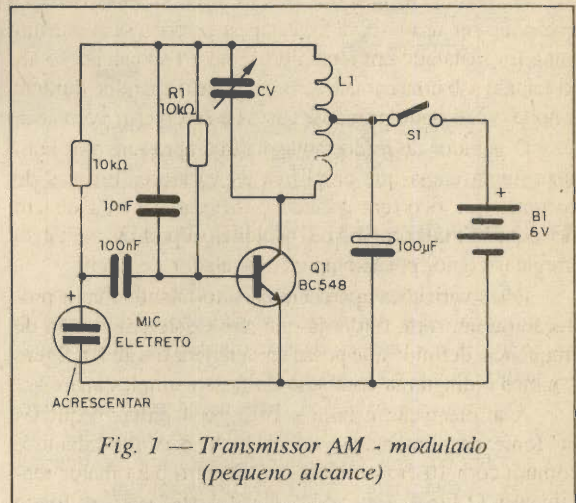 R1
10kΩ
CV
L1
S1
10kΩ
10nF
100nF
+
B1
6V
100µF
Q1
BC548
+
MIC
ELETRETO
ACRESCENTAR
Fig. 1 — Transmissor AM - modulado
(pequeno alcance)